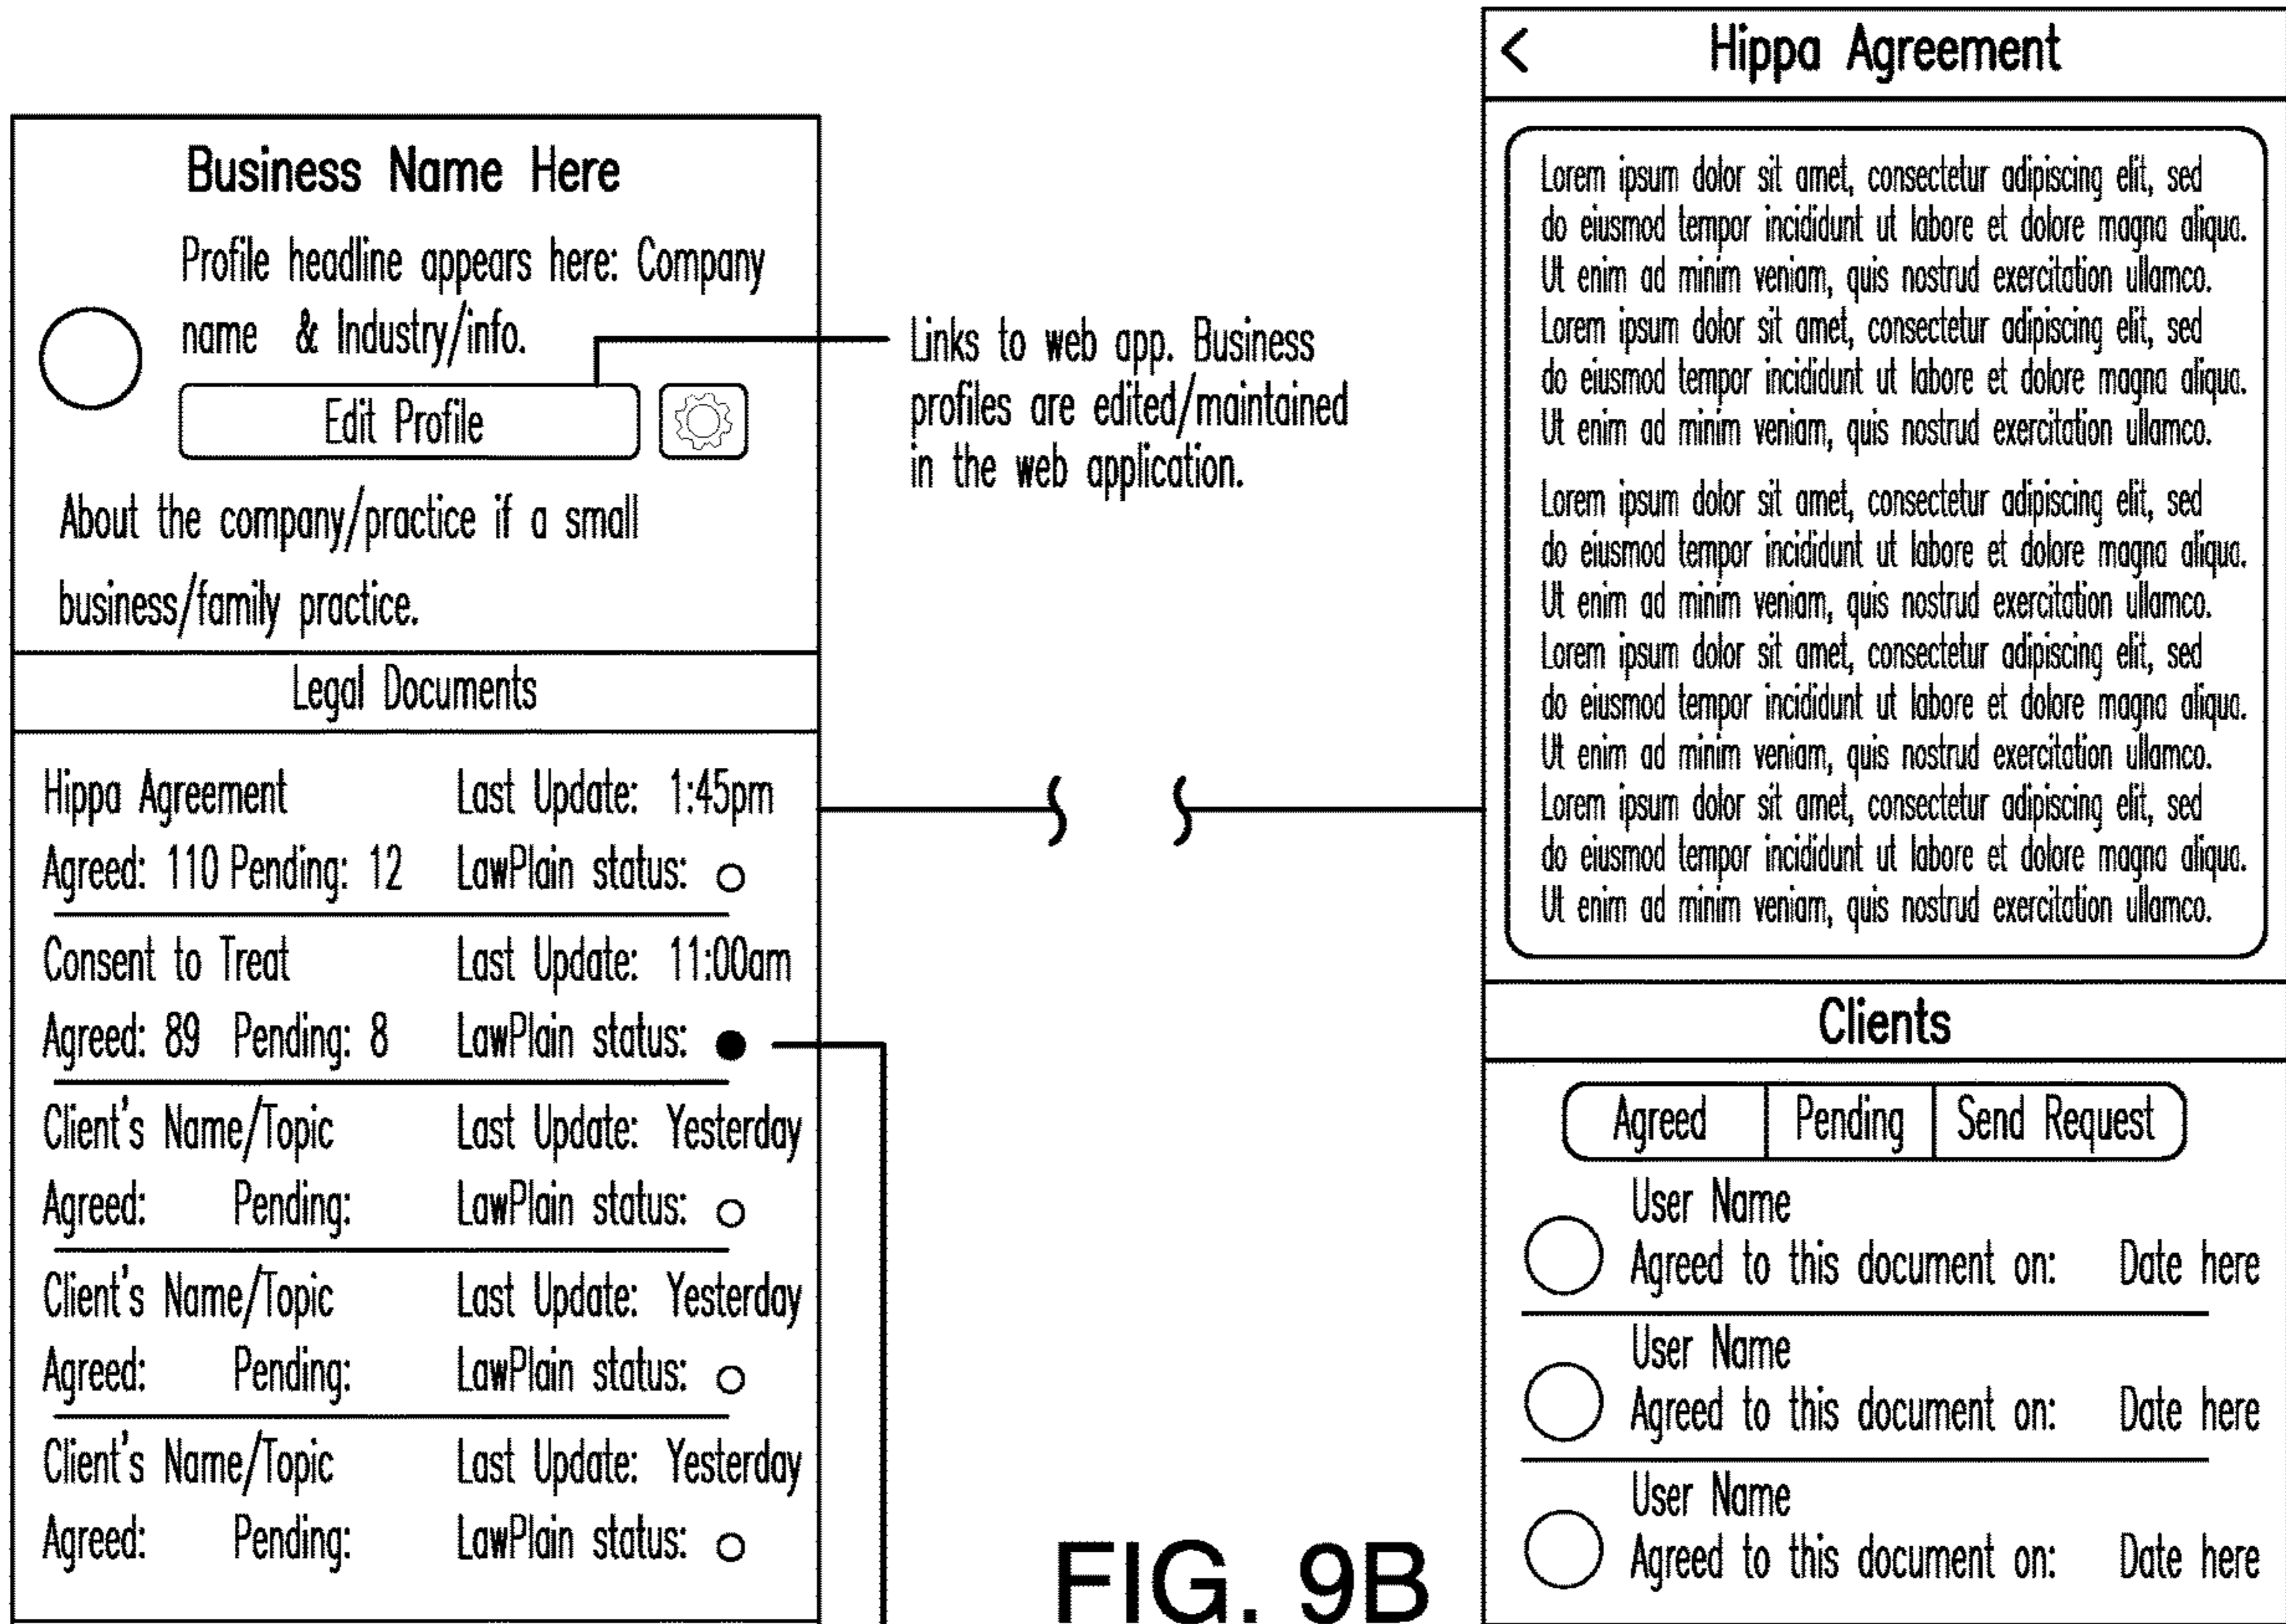 Business Name Here
Profile headline appears here: Company
name & Industry/info.
Edit Profile
About the company/practice if a small
business/family practice.
Legal Documents
Hippa Agreement Last Update: 1:45pm
Agreed: 110 Pending: 12 LawPlain status:
Consent to Treat Last Update: 11:00am
Agreed: 89 Pending: 8 LawPlain status:
Client's Name/Topic Last Update: Yesterday
Agreed: Pending: LawPlain status:
Client's Name/Topic Last Update: Yesterday
Agreed: Pending: LawPlain status:
Client's Name/Topic Last Update: Yesterday
Agreed: Pending: LawPlain status:
Links to web app. Business
profiles are edited/maintained
in the web application.
< Hippa Agreement
Lorem ipsum dolor sit amet, consectetur adipiscing elit, sed
do eiusmod tempor incididunt ut labore et dolore magna aliqua.
Ut enim ad minim veniam, quis nostrud exercitation ullamco.
Lorem ipsum dolor sit amet, consectetur adipiscing elit, sed
do eiusmod tempor incididunt ut labore et dolore magna aliqua.
Ut enim ad minim veniam, quis nostrud exercitation ullamco.
Lorem ipsum dolor sit amet, consectetur adipiscing elit, sed
do eiusmod tempor incididunt ut labore et dolore magna aliqua.
Ut enim ad minim veniam, quis nostrud exercitation ullamco.
Lorem ipsum dolor sit amet, consectetur adipiscing elit, sed
do eiusmod tempor incididunt ut labore et dolore magna aliqua.
Ut enim ad minim veniam, quis nostrud exercitation ullamco.
Lorem ipsum dolor sit amet, consectetur adipiscing elit, sed
do eiusmod tempor incididunt ut labore et dolore magna aliqua.
Ut enim ad minim veniam, quis nostrud exercitation ullamco.
Clients
Agreed Pending Send Request
User Name
Agreed to this document on: Date here
User Name
Agreed to this document on: Date here
User Name
Agreed to this document on: Date here
FIG. 9B